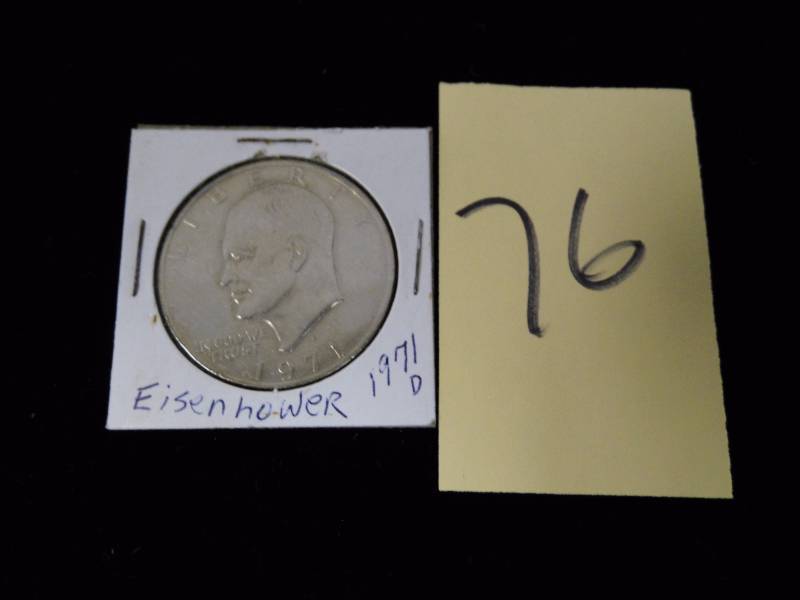 LIBERTY
IN GOD WE
TRUST
1971
Eisenhower
1971
D
76